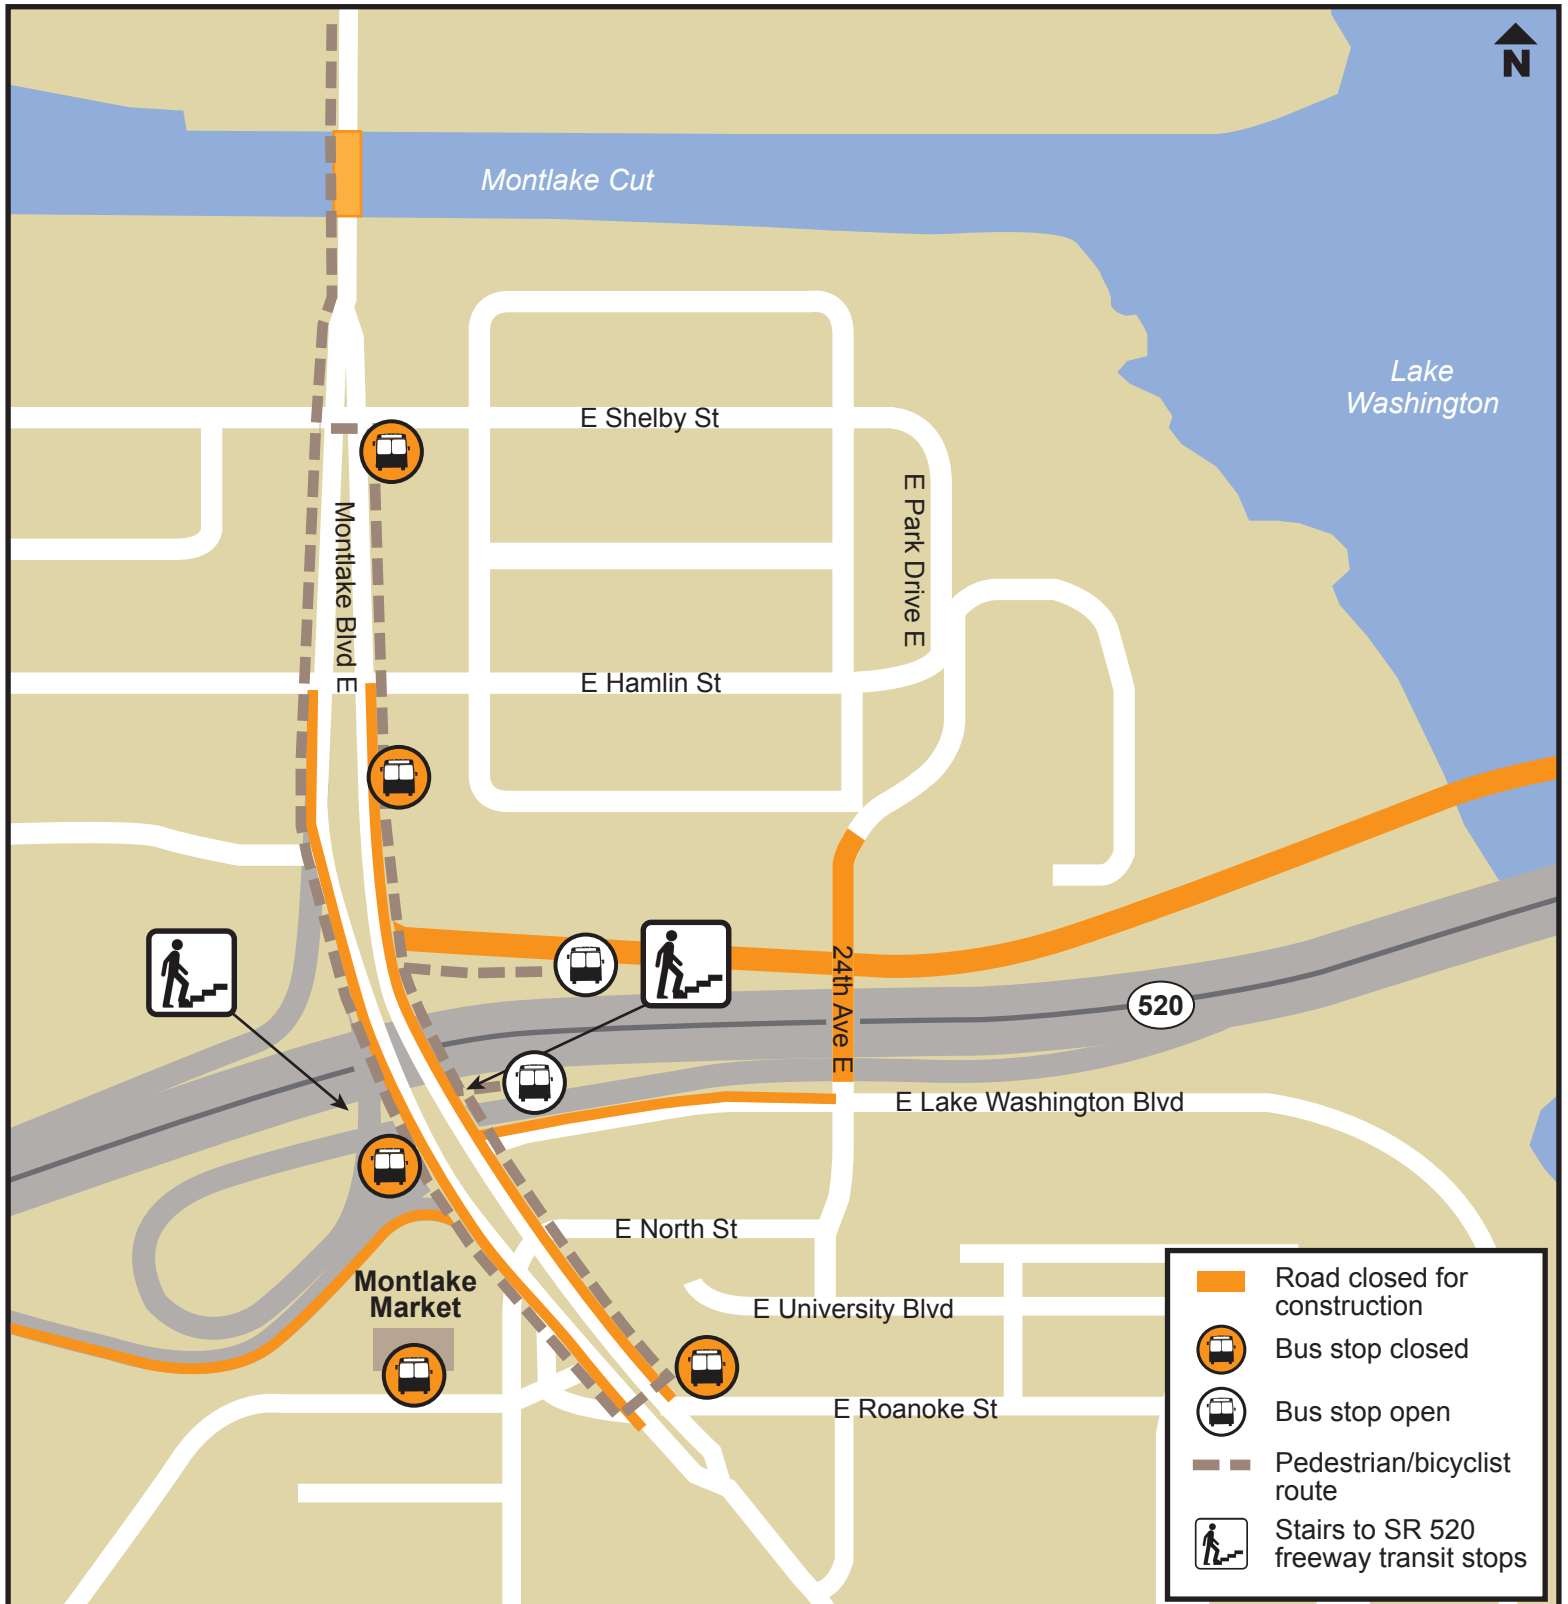 N
Montlake Cut
Lake
Washington
E Shelby St
E Park Drive E
Montlake Blvd E
E Hamlin St
24th Ave E
520
E Lake Washington Blvd
E North St
Montlake
Market
E University Blvd
E Roanoke St
Road closed for
construction
Bus stop closed
Bus stop open
Pedestrian/bicyclist
route
Stairs to SR 520
freeway transit stops